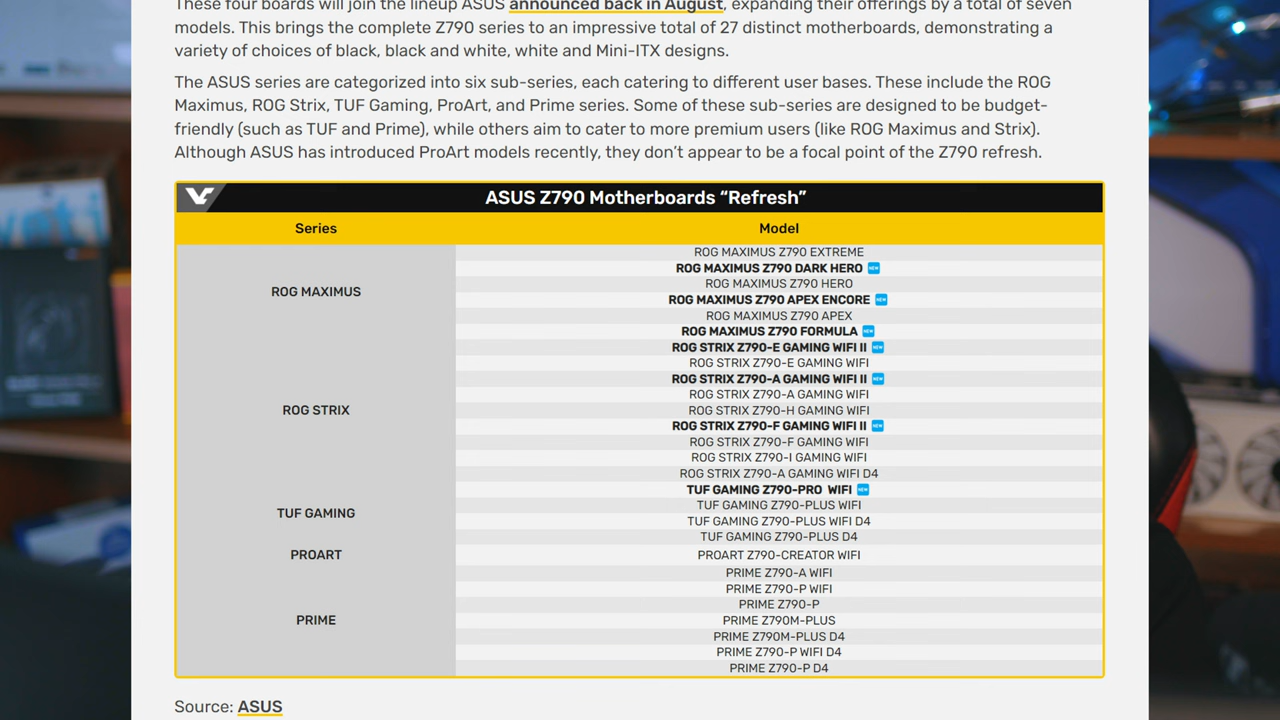 These four boards will join the lineup ASUS announced back in August, expanding their offerings by a total of seven
models. This brings the complete Z790 series to an impressive total of 27 distinct motherboards, demonstrating a
variety of choices of black, black and white, white and Mini-ITX designs.
The ASUS series are categorized into six sub-series, each catering to different user bases. These include the ROG
Maximus, ROG Strix, TUF Gaming, ProArt, and Prime series. Some of these sub-series are designed to be budget-
friendly (such as TUF and Prime), while others aim to cater to more premium users (like ROG Maximus and Strix).
Although ASUS has introduced ProArt models recently, they don’t appear to be a focal point of the Z790 refresh.
ASUS Z790 Motherboards “Refresh”
Series Model
ROG MAXIMUS
ROG MAXIMUS Z790 EXTREME
ROG MAXIMUS Z790 DARK HERO NEW
ROG MAXIMUS Z790 HERO
ROG MAXIMUS Z790 APEX ENCORE NEW
ROG MAXIMUS Z790 APEX
ROG MAXIMUS Z790 FORMULA NEW
ROG STRIX
ROG STRIX Z790-E GAMING WIFI II NEW
ROG STRIX Z790-E GAMING WIFI
ROG STRIX Z790-A GAMING WIFI II NEW
ROG STRIX Z790-A GAMING WIFI
ROG STRIX Z790-H GAMING WIFI
ROG STRIX Z790-F GAMING WIFI II NEW
ROG STRIX Z790-F GAMING WIFI
ROG STRIX Z790-I GAMING WIFI
ROG STRIX Z790-A GAMING WIFI D4
TUF GAMING
TUF GAMING Z790-PRO WIFI NEW
TUF GAMING Z790-PLUS WIFI
TUF GAMING Z790-PLUS WIFI D4
TUF GAMING Z790-PLUS D4
PROART
PROART Z790-CREATOR WIFI
PRIME
PRIME Z790-A WIFI
PRIME Z790-P WIFI
PRIME Z790-P
PRIME Z790M-PLUS
PRIME Z790M-PLUS D4
PRIME Z790-P WIFI D4
PRIME Z790-P D4
Source: ASUS